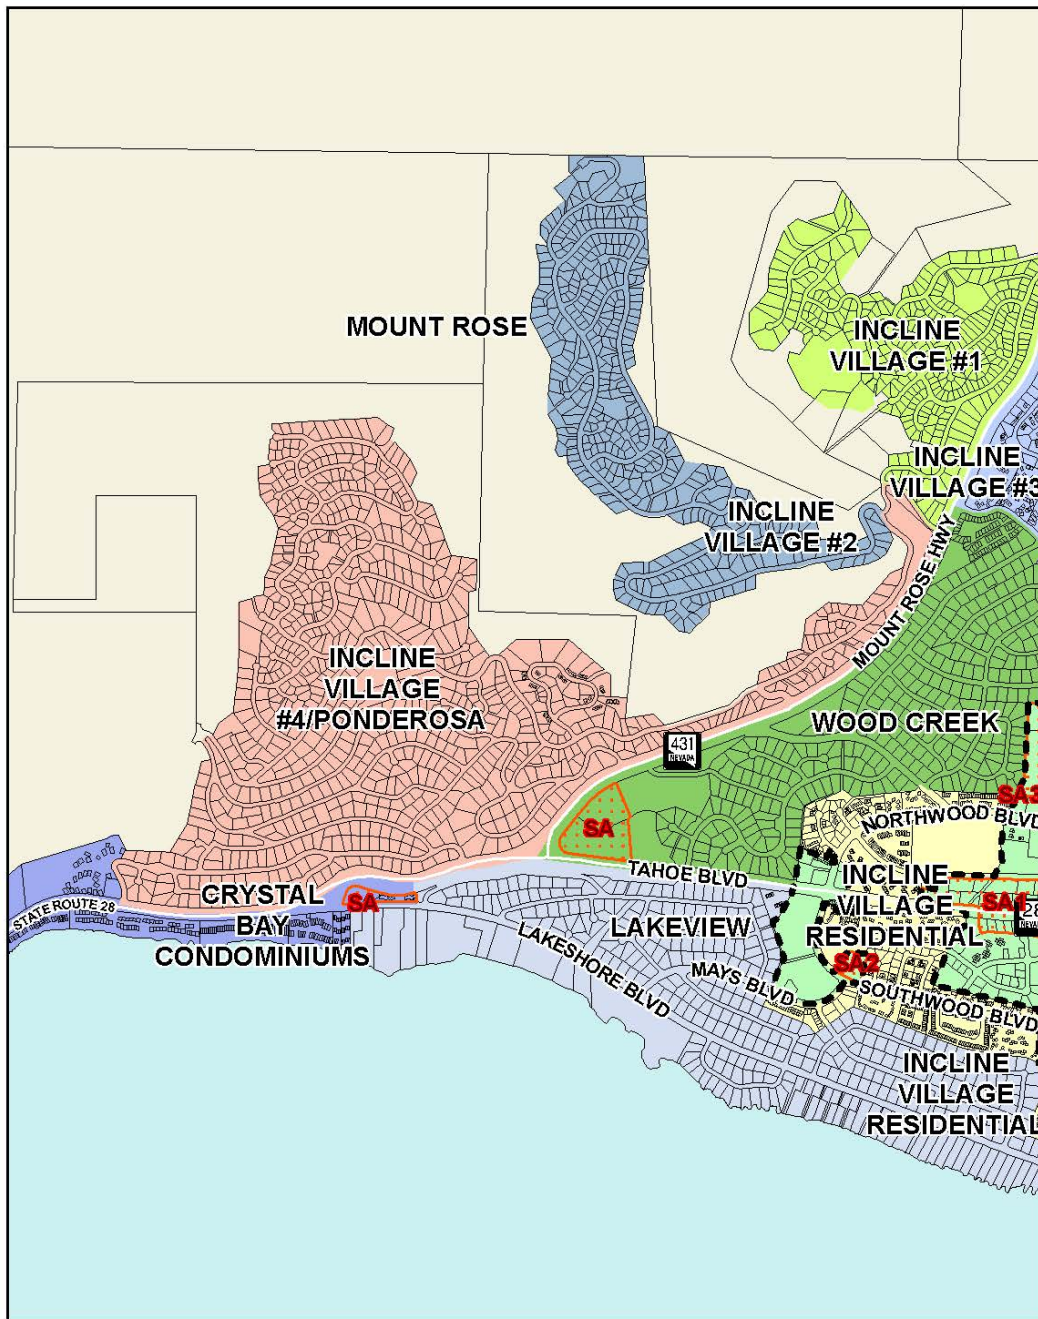 MOUNT ROSE
INCLINE
VILLAGE #1
INCLINE
VILLAGE #3
INCLINE
VILLAGE #2
MOUNT ROSE HWY
INCLINE
VILLAGE
#4/PONDEROSA
WOOD CREEK
431
NEVADA
SA3
NORTHWOOD BLVD
SA
TAHOE BLVD
INCLINE
VILLAGE
RESIDENTIAL
SA1
28
NEVADA
CRYSTAL
BAY
CONDOMINIUMS
SA
STATE ROUTE 28
LAKEVIEW
LAKESHORE BLVD
MAYS BLVD
SA2
SOUTHWOOD BLVD
INCLINE
VILLAGE
RESIDENTIAL